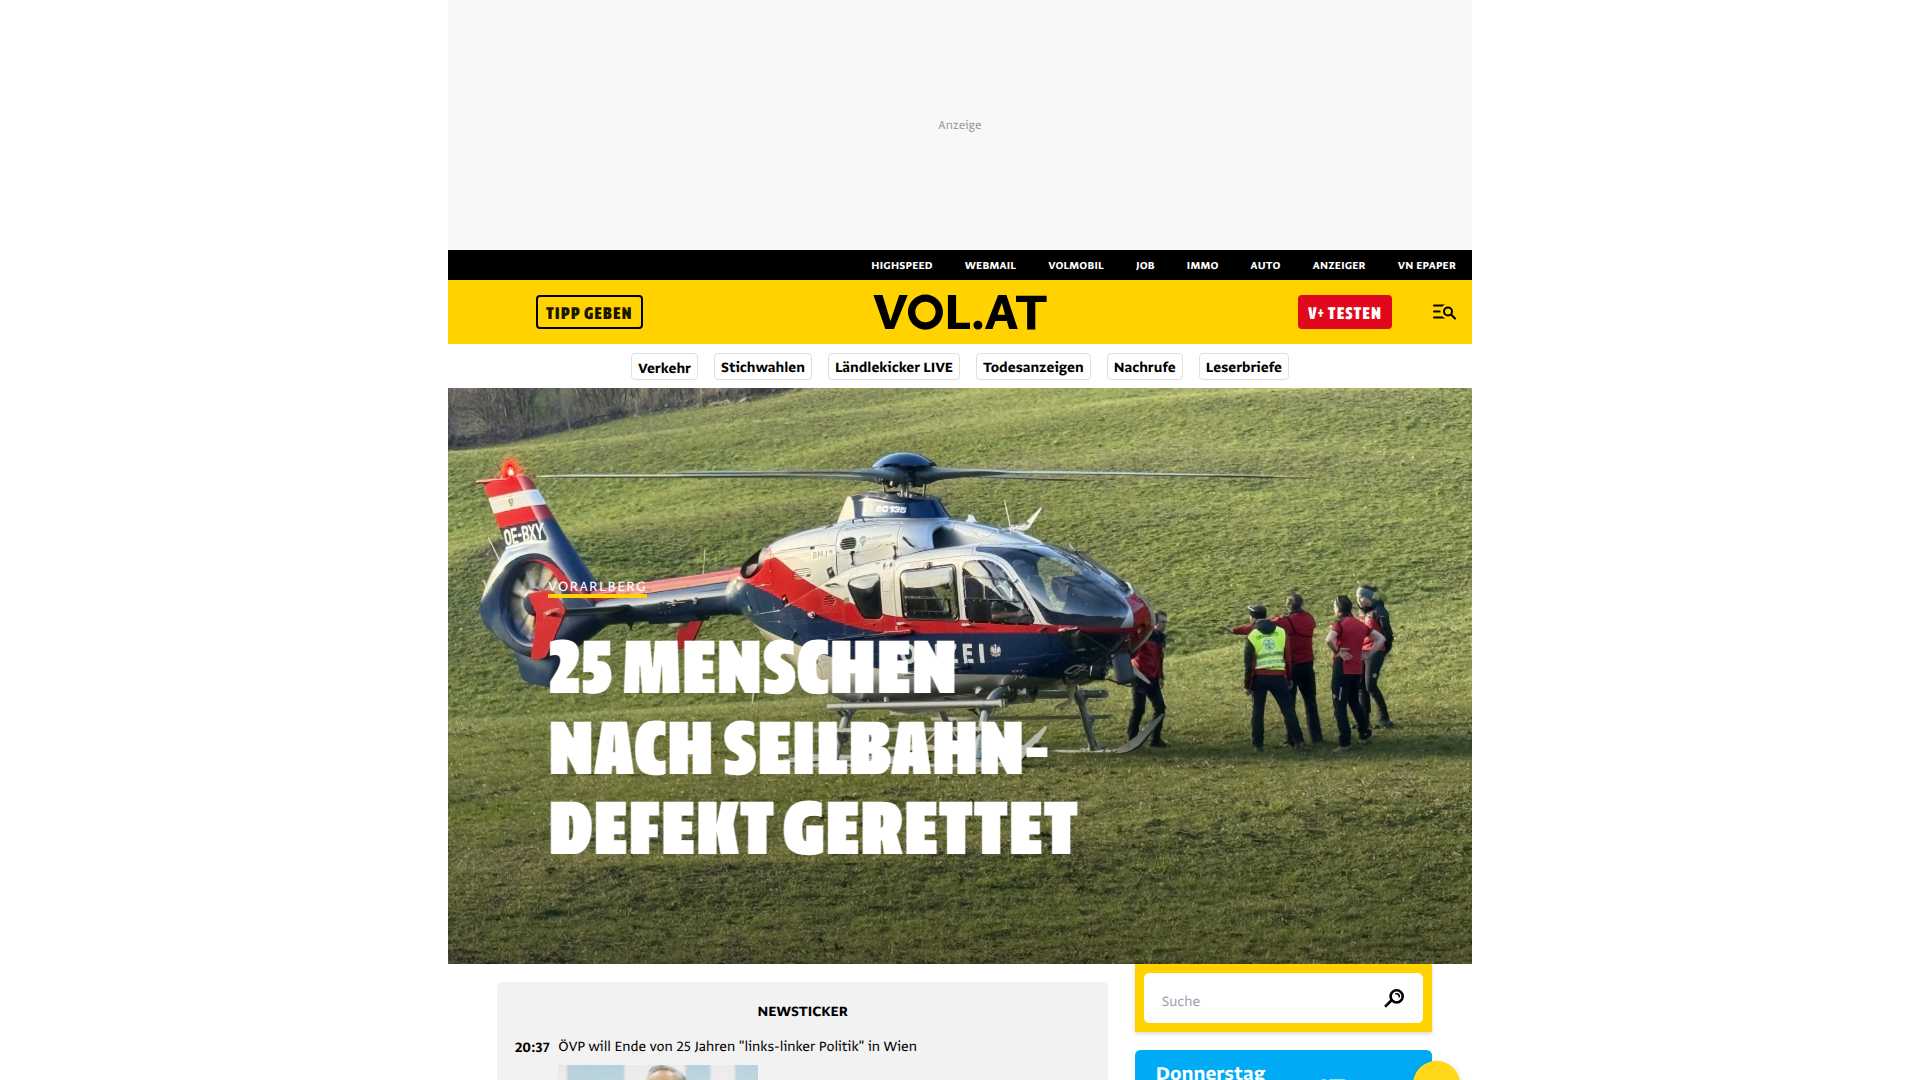 Anzeige
HIGHSPEED WEBMAIL VOLMOBIL JOB IMMO AUTO ANZEIGER VN EPAPER
TIPP GEBEN VOL.AT V+ TESTEN
Verkehr Stichwahlen Ländlekicker LIVE Todesanzeigen Nachrufe Leserbriefe
OE-BXY
VORARLBERG
25 MENSCHEN
NACH SEILBAHN-
DEFEKT GERETTET
NEWSTICKER
Suche
20:37 ÖVP will Ende von 25 Jahren "links-linker Politik" in Wien
Donnerstag